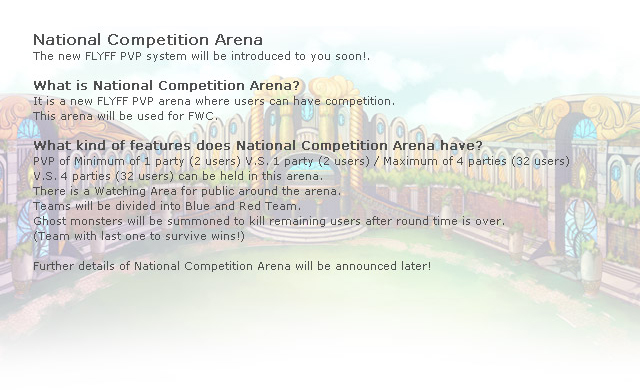 National Competition Arena
The new FLYFF PVP system will be introduced to you soon!.
What is National Competition Arena?
It is a new FLYFF PVP arena where users can have competition.
This arena will be used for FWC.
What kind of features does National Competition Arena have?
PVP of Minimum of 1 party (2 users) V.S. 1 party (2 users) / Maximum of 4 parties (32 users)
V.S. 4 parties (32 users) can be held in this arena.
There is a Watching Area for public around the arena.
Teams will be divided into Blue and Red Team.
Ghost monsters will be summoned to kill remaining users after round time is over.
(Team with last one to survive wins!)
Further details of National Competition Arena will be announced later!